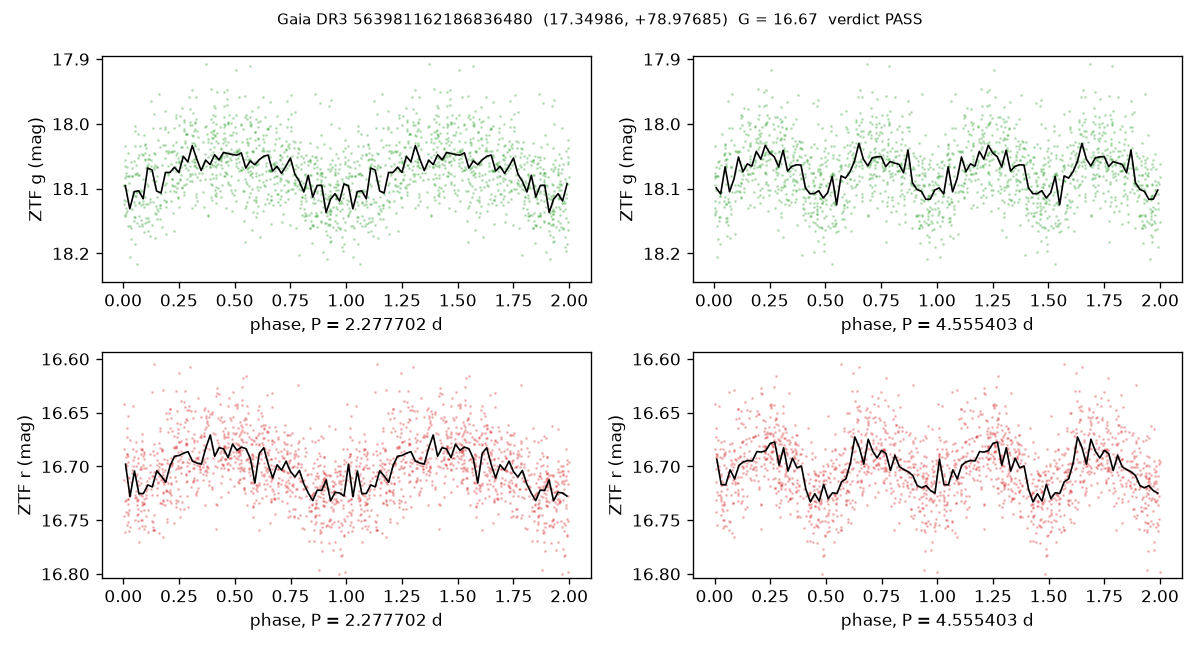 Gaia DR3 563981162186836480 (17.34986, +78.97685) G = 16.67 verdict PASS
ZTF g (mag)
17.9
18.0
18.1
18.2
0.00 0.25 0.50 0.75 1.00 1.25 1.50 1.75 2.00
phase, P = 2.277702 d
ZTF g (mag)
17.9
18.0
18.1
18.2
0.00 0.25 0.50 0.75 1.00 1.25 1.50 1.75 2.00
phase, P = 4.555403 d
ZTF r (mag)
16.60
16.65
16.70
16.75
16.80
0.00 0.25 0.50 0.75 1.00 1.25 1.50 1.75 2.00
phase, P = 2.277702 d
ZTF r (mag)
16.60
16.65
16.70
16.75
16.80
0.00 0.25 0.50 0.75 1.00 1.25 1.50 1.75 2.00
phase, P = 4.555403 d